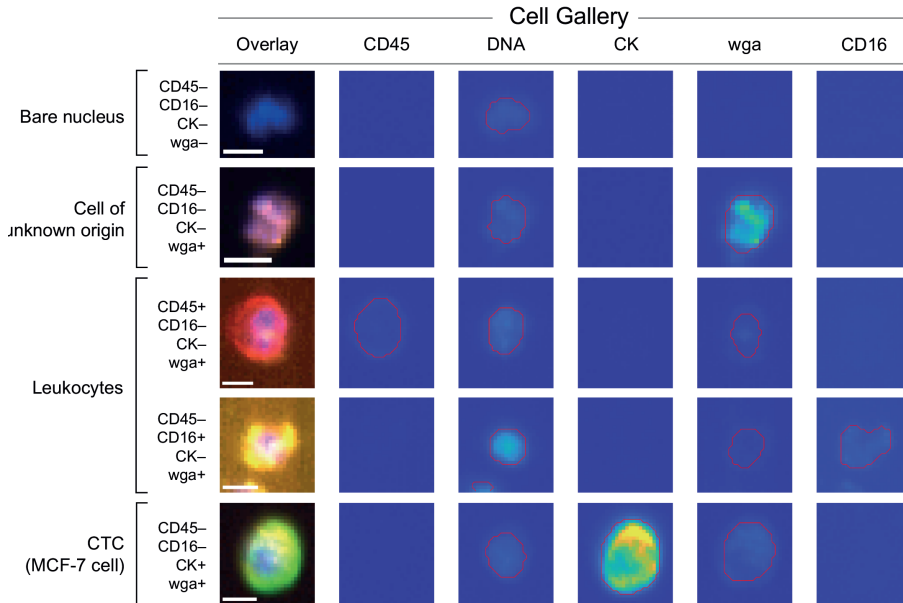 Cell Gallery
Overlay CD45 DNA CK wga CD16
Bare nucleus
CD45–
CD16–
CK–
wga–
Cell of
unknown origin
CD45–
CD16–
CK–
wga+
Leukocytes
CD45+
CD16–
CK–
wga+
CD45–
CD16+
CK–
wga+
CTC
(MCF-7 cell)
CD45–
CD16–
CK+
wga+